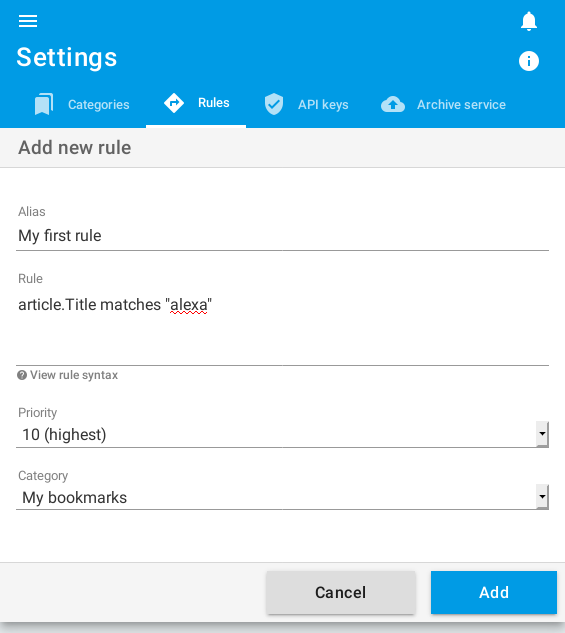 Settings
Categories Rules API keys Archive service
Add new rule
Alias
My first rule
Rule
article.Title matches "alexa"
View rule syntax
Priority
10 (highest)
Category
My bookmarks
Cancel Add